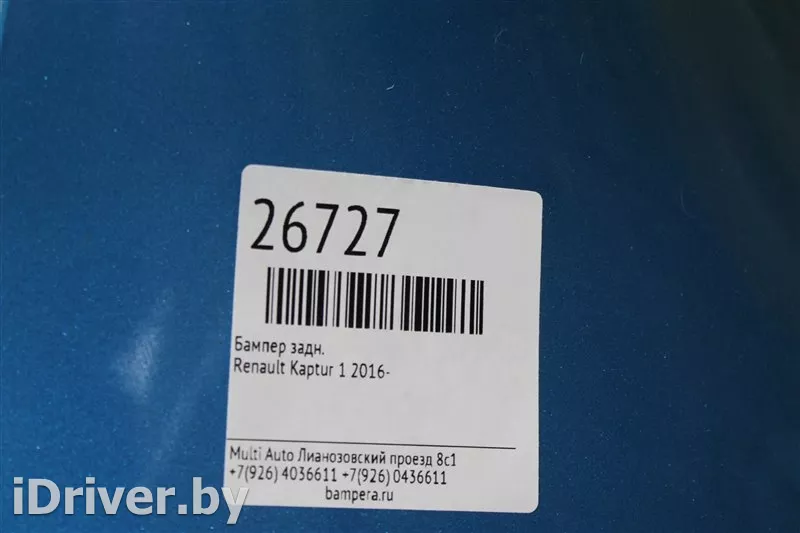 26727
Бампер задн.
Renault Kaptur 1 2016-
Multi Auto Лианозовский проезд 8с1
+7(926) 4036611 +7(926) 0436611
bampera.ru
iDriver.by